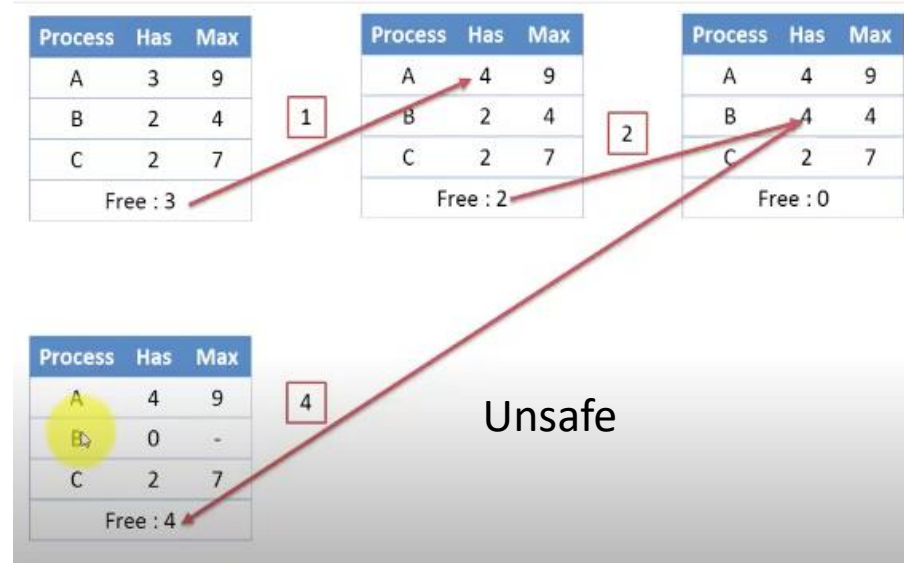 Process Has Max
A 3 9
B 2 4
C 2 7
Free : 3
1
Process Has Max
A 4 9
B 2 4
C 2 7
Free : 2
2
Process Has Max
A 4 9
B 4 4
C 2 7
Free : 0
Process Has Max
A 4 9
B 0 -
C 2 7
Free : 4
4
Unsafe